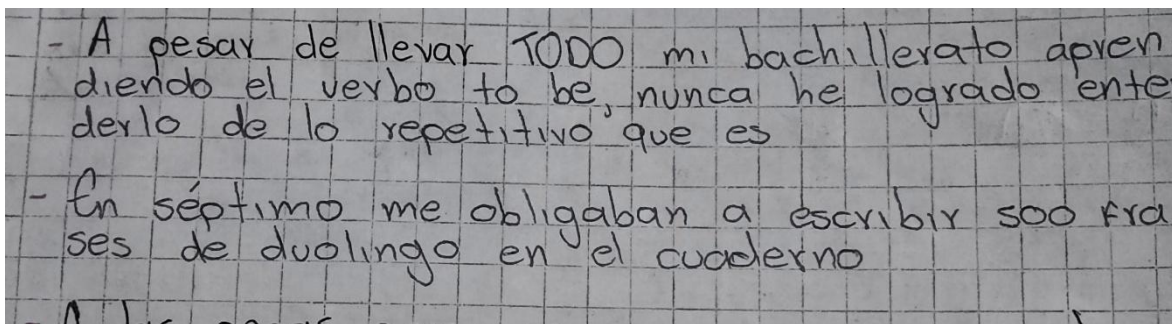 - A pesar de llevar TODO mi bachillerato apren
diendo el verbo to be, nunca he logrado ente
derlo de lo repetitivo que es
- En séptimo me obligaban a escribir 500 fra
ses de duolingo en el cuaderno